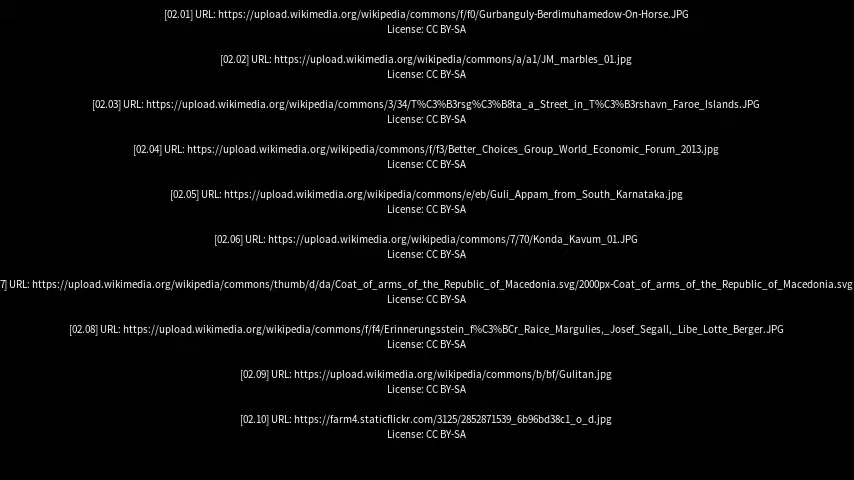 [02.01] URL: https://upload.wikimedia.org/wikipedia/commons/f/f0/Gurbanguly-Berdimuhamedow-On-Horse.JPG
License: CC BY-SA
[02.02] URL: https://upload.wikimedia.org/wikipedia/commons/a/a1/JM_marbles_01.jpg
License: CC BY-SA
[02.03] URL: https://upload.wikimedia.org/wikipedia/commons/3/34/T%C3%B3rsg%C3%B8ta_a_Street_in_T%C3%B3rshavn_Faroe_Islands.JPG
License: CC BY-SA
[02.04] URL: https://upload.wikimedia.org/wikipedia/commons/f/f3/Better_Choices_Group_World_Economic_Forum_2013.jpg
License: CC BY-SA
[02.05] URL: https://upload.wikimedia.org/wikipedia/commons/e/eb/Guli_Appam_from_South_Karnataka.jpg
License: CC BY-SA
[02.06] URL: https://upload.wikimedia.org/wikipedia/commons/7/70/Konda_Kavum_01.JPG
License: CC BY-SA
7] URL: https://upload.wikimedia.org/wikipedia/commons/thumb/d/da/Coat_of_arms_of_the_Republic_of_Macedonia.svg/2000px-Coat_of_arms_of_the_Republic_of_Macedonia.svg
License: CC BY-SA
[02.08] URL: https://upload.wikimedia.org/wikipedia/commons/f/f4/Erinnerungsstein_f%C3%BCr_Raice_Margulies,_Josef_Segall,_Libe_Lotte_Berger.JPG
License: CC BY-SA
[02.09] URL: https://upload.wikimedia.org/wikipedia/commons/b/bf/Gulitan.jpg
License: CC BY-SA
[02.10] URL: https://farm4.staticflickr.com/3125/2852871539_6b96bd38c1_o_d.jpg
License: CC BY-SA